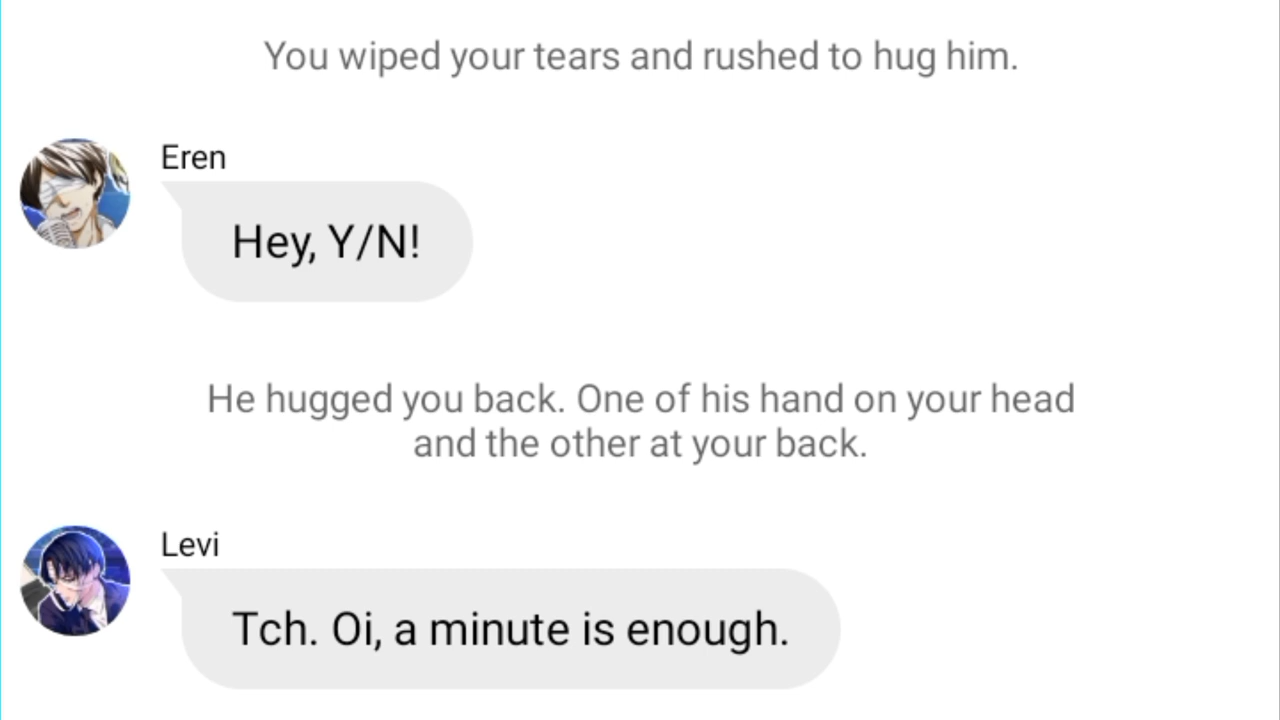 You wiped your tears and rushed to hug him.
Eren
Hey, Y/N!
He hugged you back. One of his hand on your head
and the other at your back.
Levi
Tch. Oi, a minute is enough.